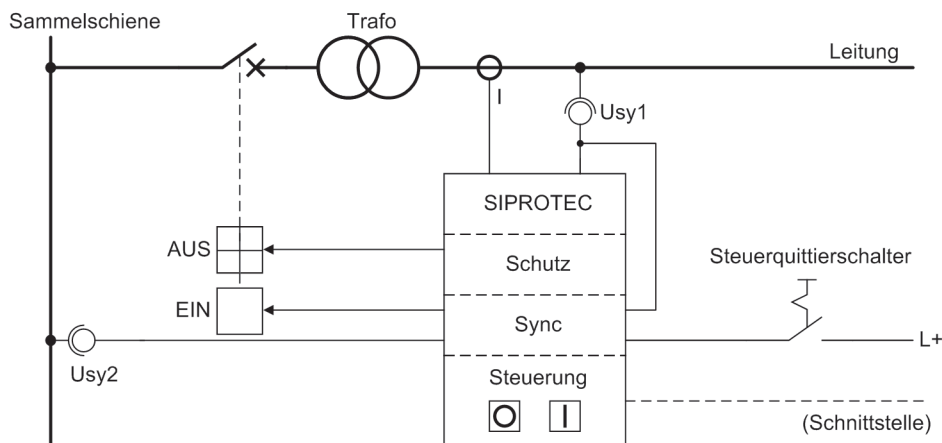 Sammelschiene
Trafo
Leitung
I
Usy1
SIPROTEC
AUS
Schutz
Steuerquittierschalter
EIN
Sync
L+
Usy2
Steuerung
(Schnittstelle)